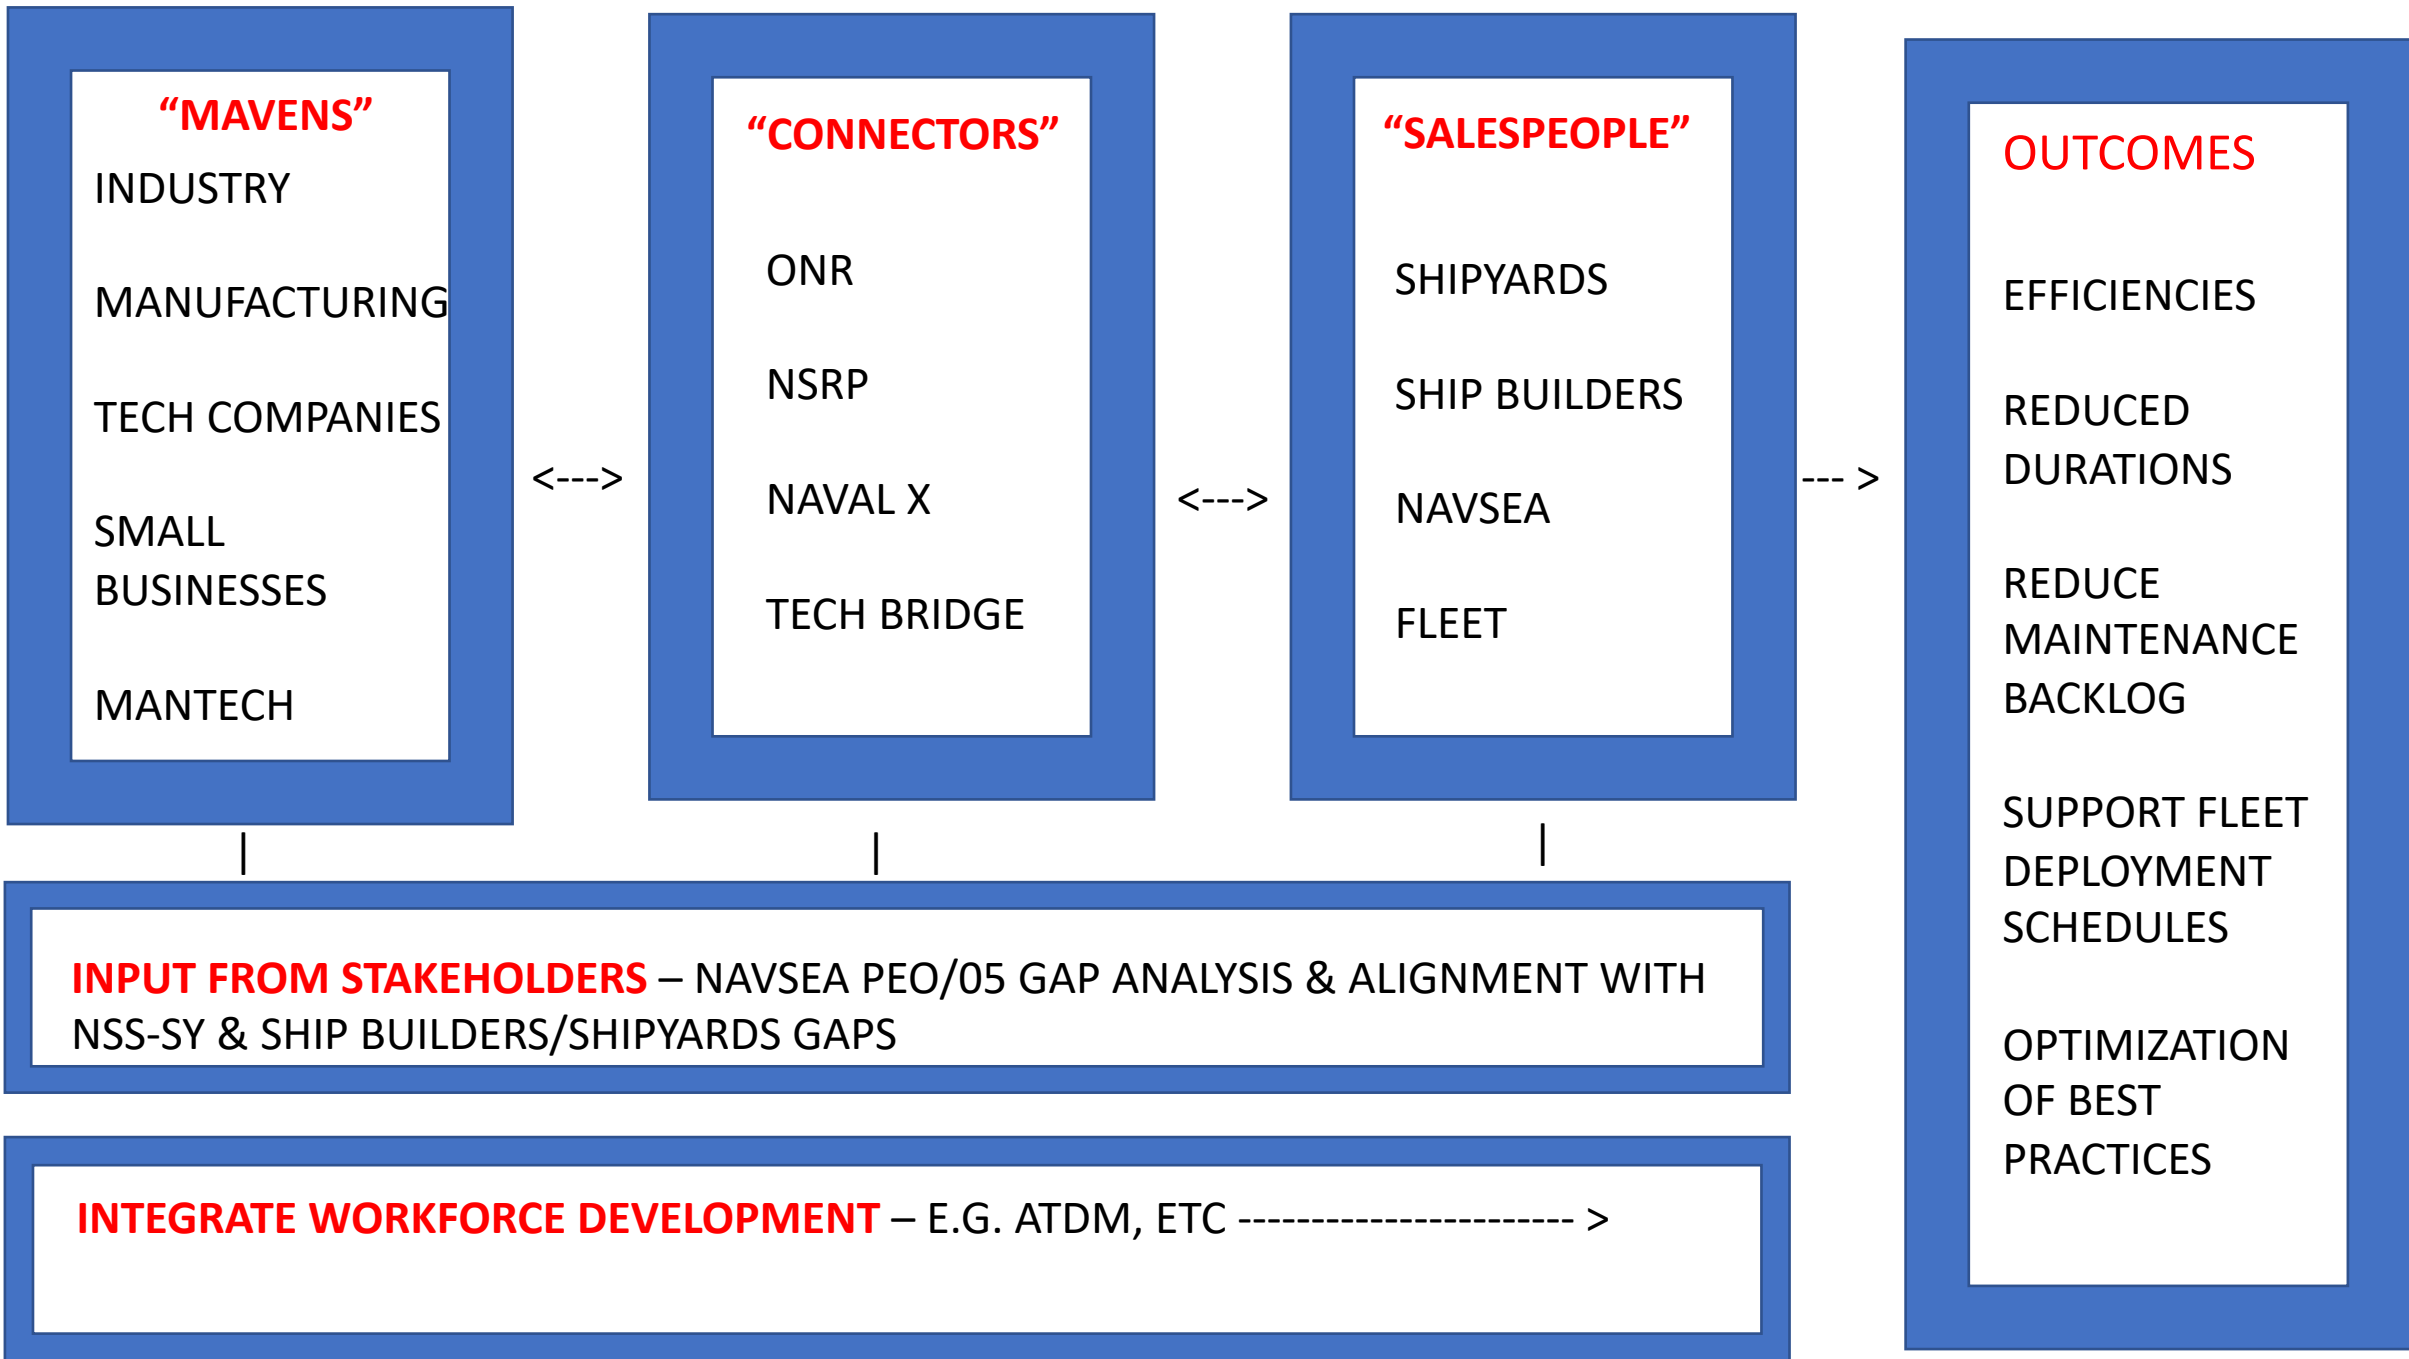 “MAVENS”
INDUSTRY
MANUFACTURING
TECH COMPANIES
SMALL
BUSINESSES
MANTECH
<--->
“CONNECTORS”
ONR
NSRP
NAVAL X
TECH BRIDGE
<--->
“SALESPEOPLE”
SHIPYARDS
SHIP BUILDERS
NAVSEA
FLEET
--- >
OUTCOMES
EFFICIENCIES
REDUCED
DURATIONS
REDUCE
MAINTENANCE
BACKLOG
SUPPORT FLEET
DEPLOYMENT
SCHEDULES
OPTIMIZATION
OF BEST
PRACTICES
|
|
|
INPUT FROM STAKEHOLDERS – NAVSEA PEO/05 GAP ANALYSIS & ALIGNMENT WITH
NSS-SY & SHIP BUILDERS/SHIPYARDS GAPS
INTEGRATE WORKFORCE DEVELOPMENT – E.G. ATDM, ETC ----------------------- >